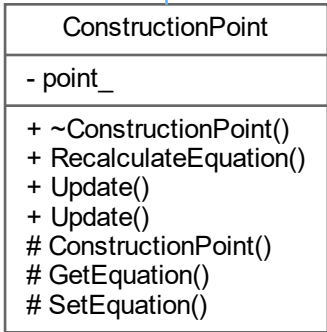 ConstructionPoint
- point_
+ ~ConstructionPoint()
+ RecalculateEquation()
+ Update()
+ Update()
# ConstructionPoint()
# GetEquation()
# SetEquation()